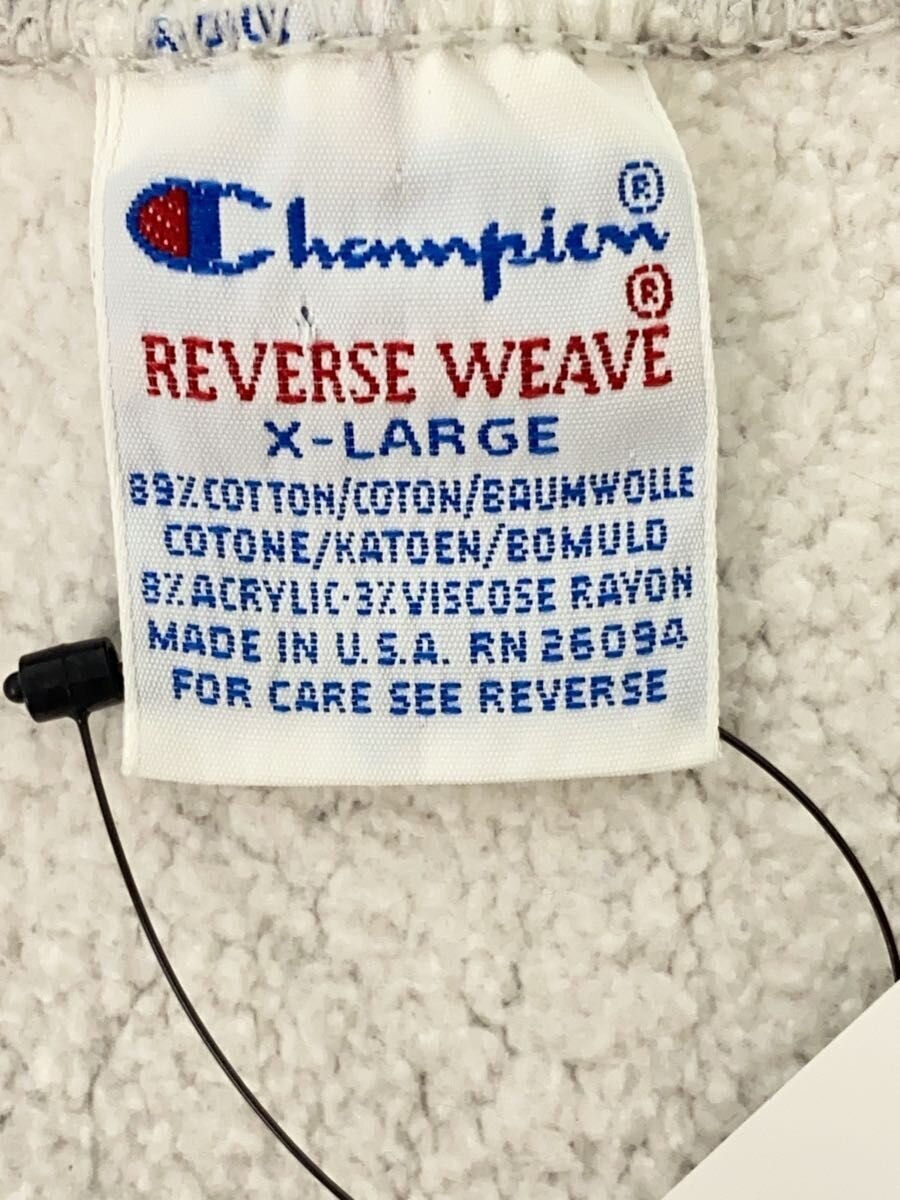 Champion®
REVERSE WEAVE®
X-LARGE
89% COTTON/COTON/BAUMWOLLE
COTONE/KATOEN/BOMULD
8% ACRYLIC·3% VISCOSE RAYON
MADE IN U.S.A. RN 26094
FOR CARE SEE REVERSE